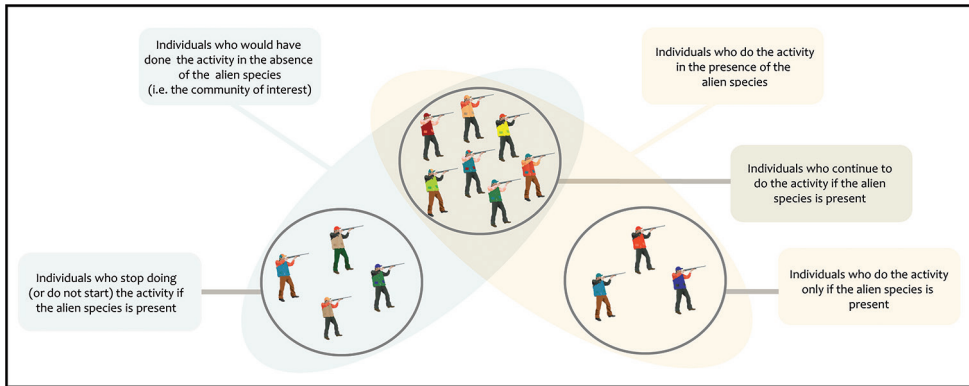 Individuals who would have
done the activity in the absence
of the alien species
(i.e. the community of interest)
Individuals who do the activity
in the presence of the
alien species
Individuals who continue to
do the activity if the alien
species is present
Individuals who stop doing
(or do not start) the activity if
the alien species is present
Individuals who do the activity
only if the alien species is
present